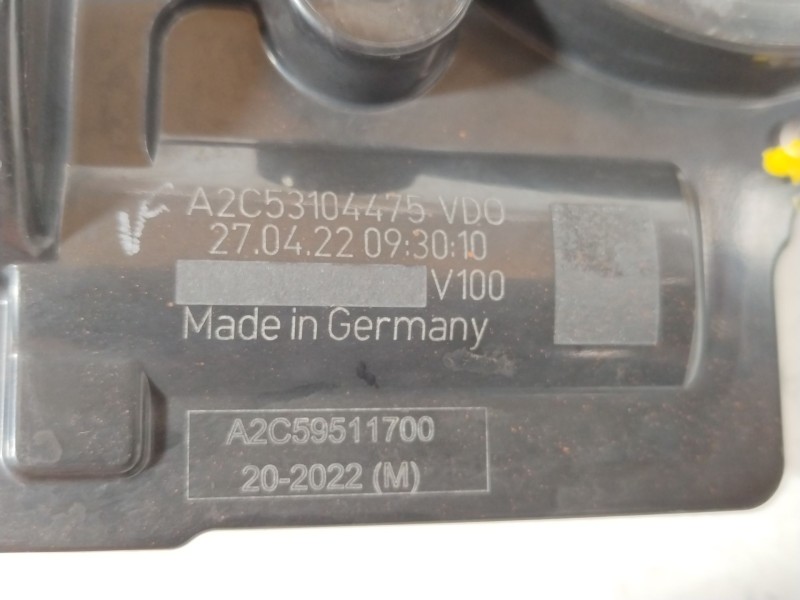 A2C53104475 VDO
27.04.22 09:30:10
V100
Made in Germany
A2C59511700
20-2022 (M)